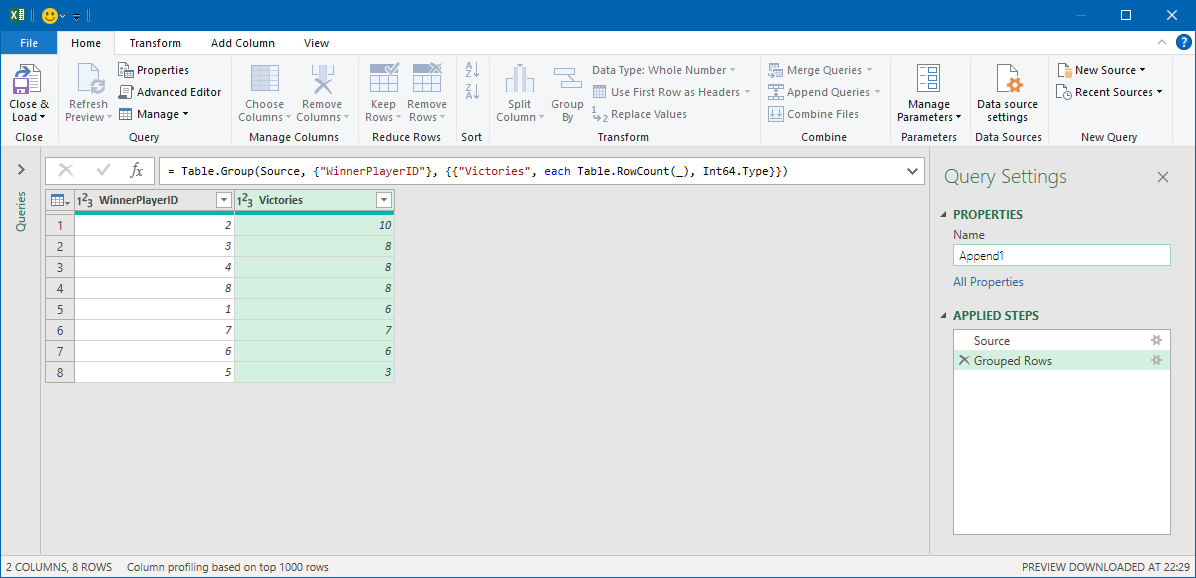 File
Home
Transform
Add Column
View
?
Close & Load
Close
Refresh Preview
Properties
Advanced Editor
Manage
Query
Choose Columns
Remove Columns
Manage Columns
Keep Rows
Remove Rows
Reduce Rows
A Z
Z A
Sort
Split Column
Group By
Data Type: Whole Number
Use First Row as Headers
1 2 Replace Values
Transform
Merge Queries
Append Queries
Combine Files
Combine
Manage Parameters
Parameters
Data source settings
Data Sources
New Source
Recent Sources
New Query
Queries
fx = Table.Group(Source, {"WinnerPlayerID"}, {{"Victories", each Table.RowCount(_), Int64.Type}})
123 WinnerPlayerID 123 Victories
1 2 10
2 3 8
3 4 8
4 8 8
5 1 6
6 7 7
7 6 6
8 5 3
Query Settings
PROPERTIES
Name
Append1
All Properties
APPLIED STEPS
Source
Grouped Rows
2 COLUMNS, 8 ROWS Column profiling based on top 1000 rows PREVIEW DOWNLOADED AT 22:29